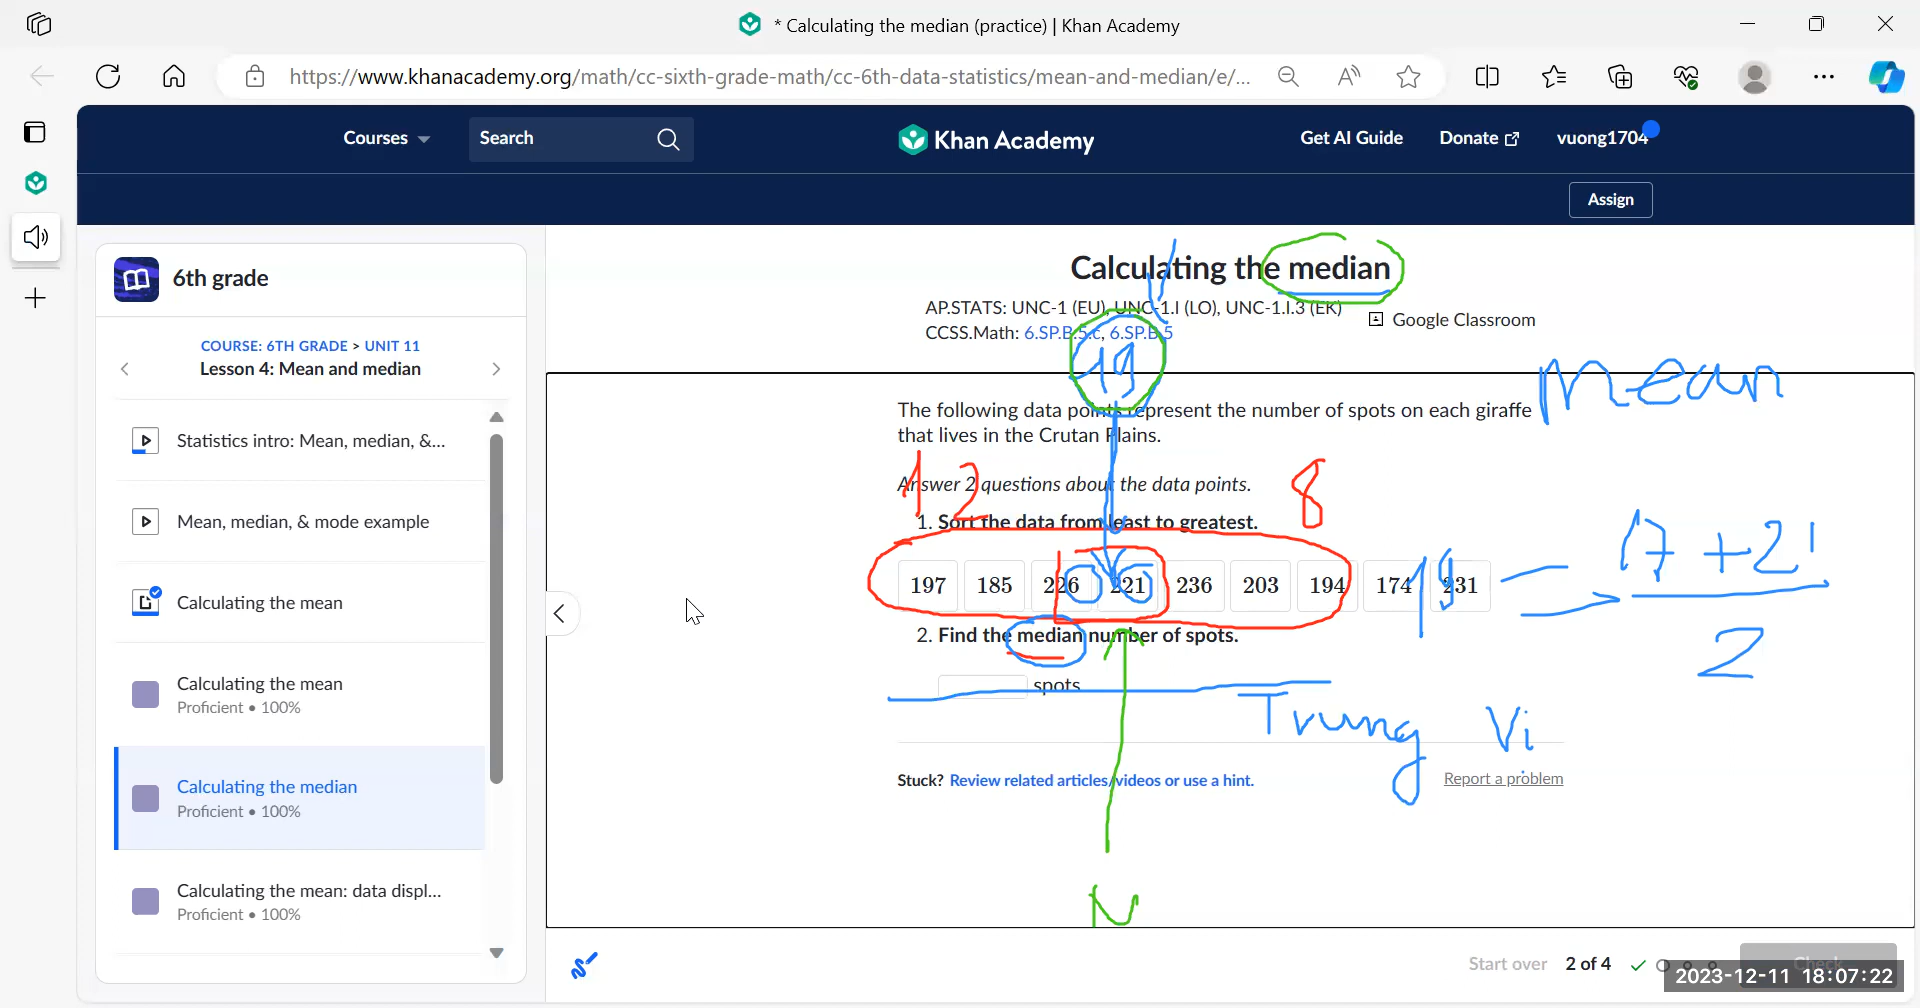 * Calculating the median (practice) | Khan Academy
https://www.khanacademy.org/math/cc-sixth-grade-math/cc-6th-data-statistics/mean-and-median/e/...
Courses
Search
Khan Academy
Get AI Guide
Donate
vuong1704
Assign
6th grade
COURSE: 6TH GRADE > UNIT 11
Lesson 4: Mean and median
Statistics intro: Mean, median, &...
Mean, median, & mode example
Calculating the mean
Calculating the mean
Proficient • 100%
Calculating the median
Proficient • 100%
Calculating the mean: data displ...
Proficient • 100%
Calculating the median
AP.STATS: UNC-1 (EU), UNC-1.I (LO), UNC-1.I.3 (EK)
CCSS.Math: 6.SP.B.5.c, 6.SP.B.5
Google Classroom
19
Mean
The following data points represent the number of spots on each giraffe
that lives in the Crutan Plains.
1 2 8
Answer 2 questions about the data points.
1. Sort the data from least to greatest.
197 185 226 221 236 203 194 174 231
19 = 17 + 21
2
2. Find the median number of spots.
spots
Trung Vi
Stuck? Review related articles/videos or use a hint.
Report a problem
N
Start over 2 of 4
Check
2023-12-11 18:07:22